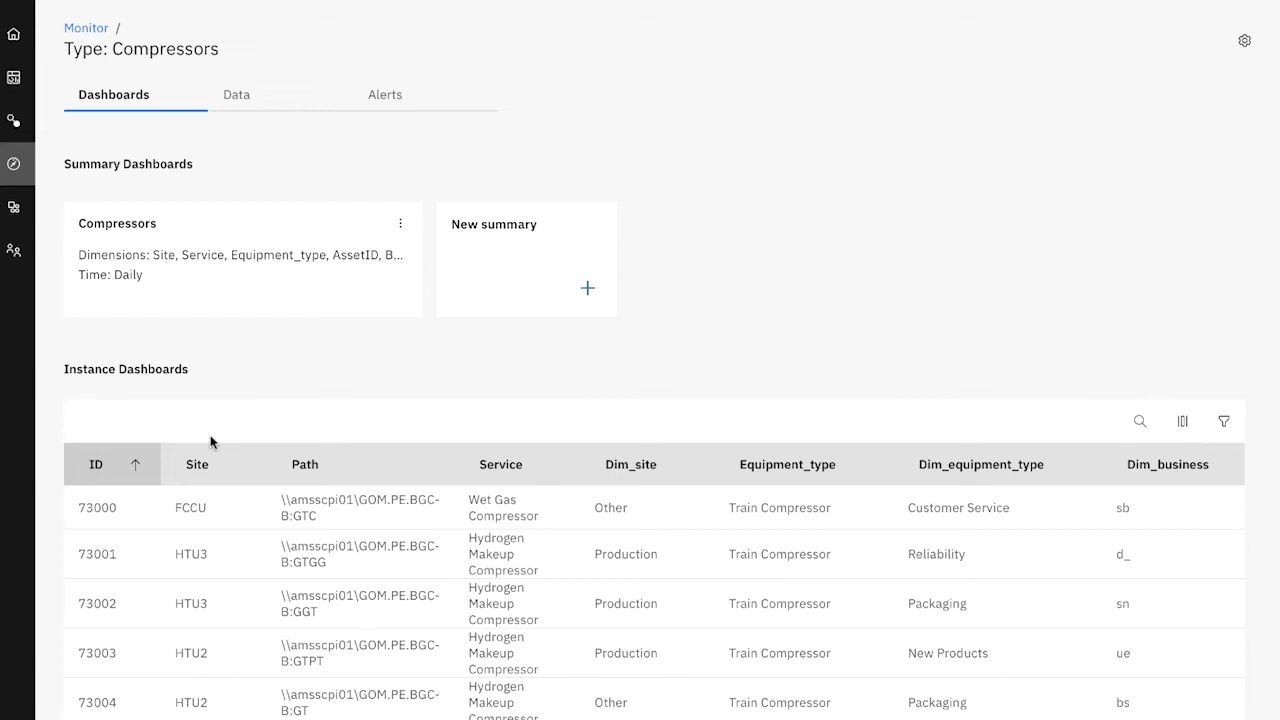 Monitor /
Type: Compressors
Dashboards Data Alerts
Summary Dashboards
Compressors
Dimensions: Site, Service, Equipment_type, AssetID, B...
Time: Daily
New summary
Instance Dashboards
ID Site Path Service Dim_site Equipment_type Dim_equipment_type Dim_business
73000 FCCU \\amsscpi01\GOM.PE.BGC-B:GTC Wet Gas Compressor Other Train Compressor Customer Service sb
73001 HTU3 \\amsscpi01\GOM.PE.BGC-B:GTGG Hydrogen Makeup Compressor Production Train Compressor Reliability d_
73002 HTU3 \\amsscpi01\GOM.PE.BGC-B:GGT Hydrogen Makeup Compressor Production Train Compressor Packaging sn
73003 HTU2 \\amsscpi01\GOM.PE.BGC-B:GTPT Hydrogen Makeup Compressor Production Train Compressor New Products ue
73004 HTU2 \\amsscpi01\GOM.PE.BGC-B:GT Hydrogen Makeup Compressor Other Train Compressor Packaging bs